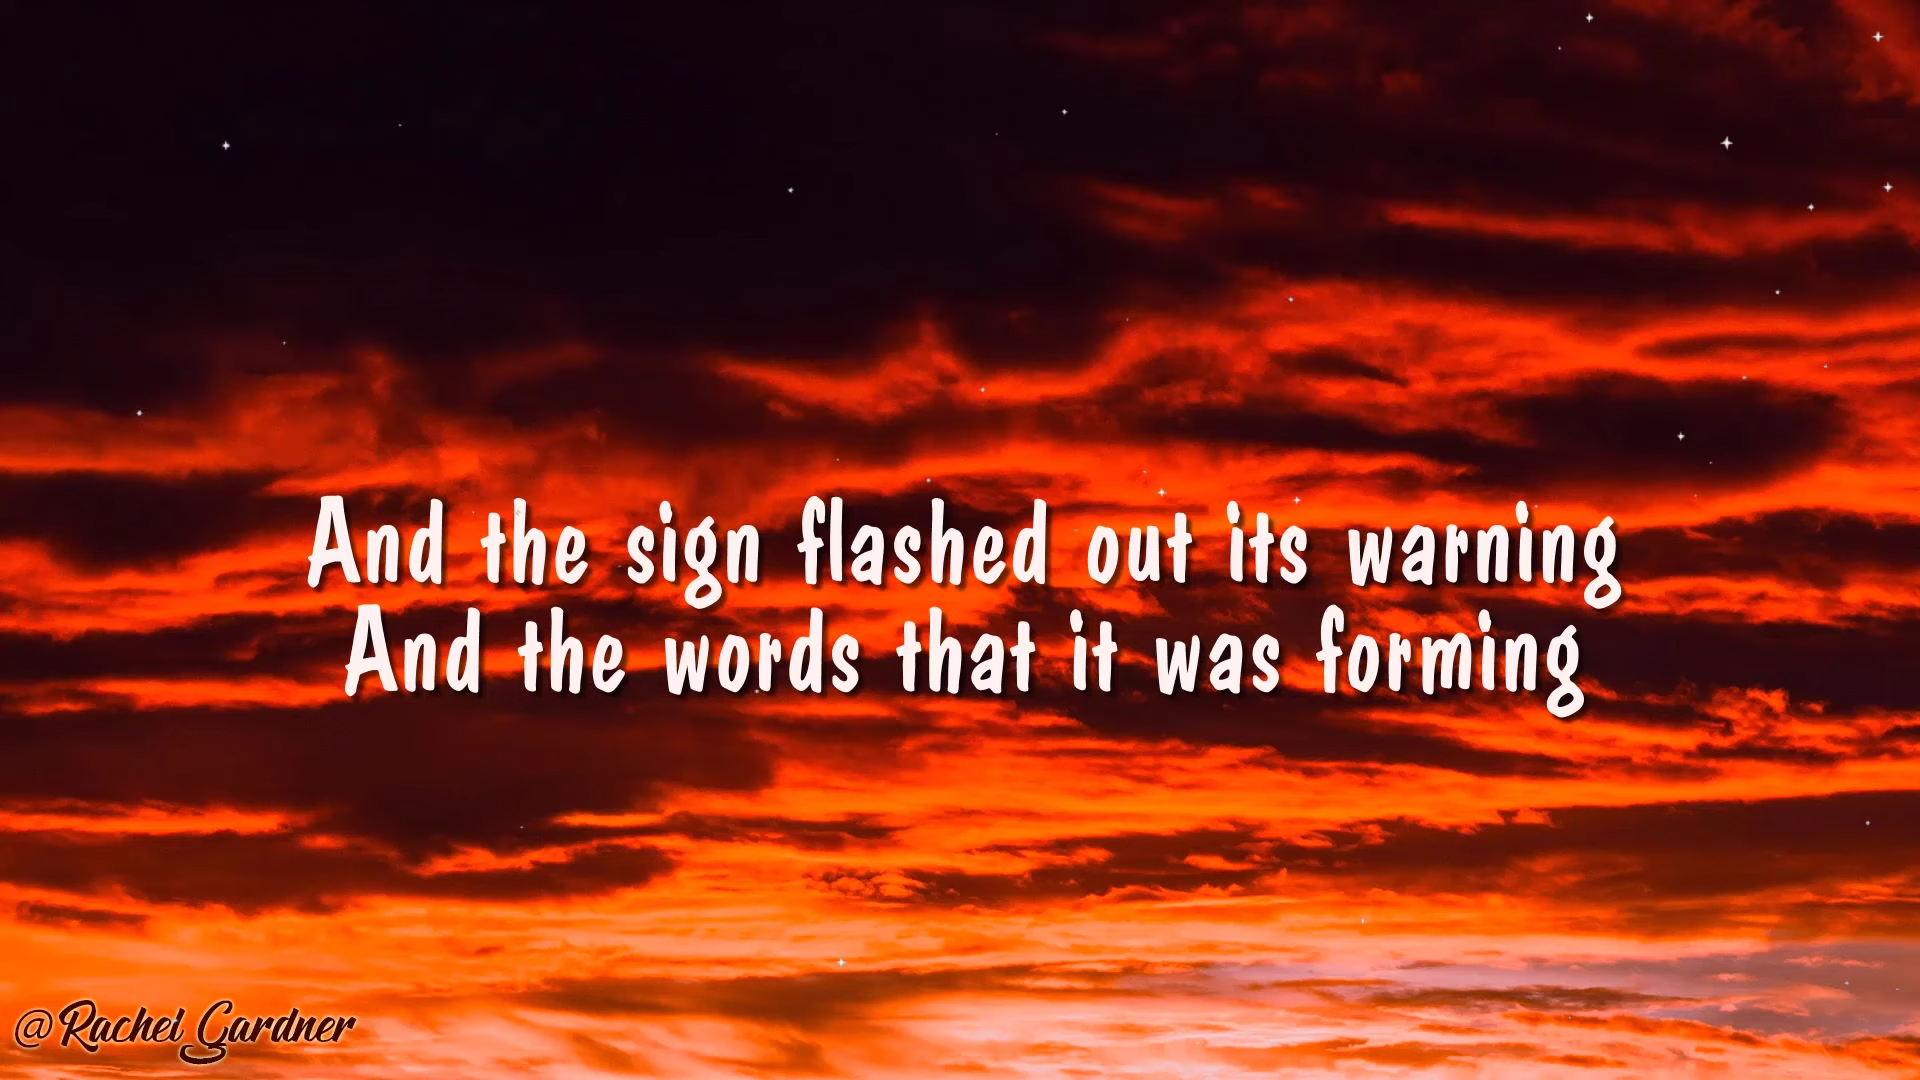 And the sign flashed out its warning
And the words that it was forming
@Rachel Gardner